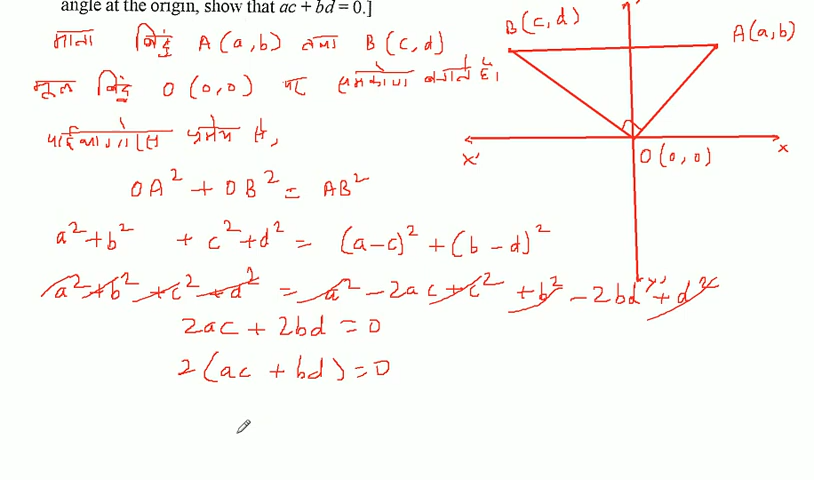 angle at the origin, show that ac + bd = 0.]
माना बिंदु A(a,b) तथा B(c,d)
मूल बिंदु O(0,0) पर समकोण बनाते हैं।
पाईथागोरस प्रमेय से,
OA² + OB² = AB²
a²+b² + c²+d² = (a-c)² + (b-d)²
a²+b²+c²+d² = a²-2ac+c²+b²-2bd+d²
2ac + 2bd = 0
2(ac + bd) = 0
B(c,d)
A(a,b)
X'
O(0,0)
X
Y'